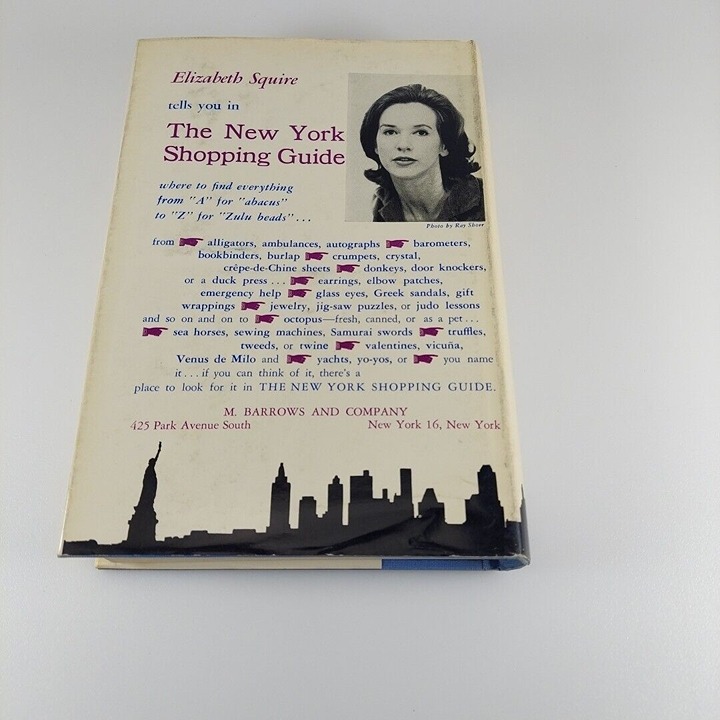 Elizabeth Squire
tells you in
The New York
Shopping Guide
where to find everything
from "A" for "abacus"
to "Z" for "Zulu beads"...
Photo by Ray Shorr
from alligators, ambulances, autographs barometers,
bookbinders, burlap crumpets, crystal,
crêpe-de-Chine sheets donkeys, door knockers,
or a duck press... earrings, elbow patches,
emergency help glass eyes, Greek sandals, gift
wrappings jewelry, jig-saw puzzles, or judo lessons
and so on and on to octopus—fresh, canned, or as a pet...
sea horses, sewing machines, Samurai swords truffles,
tweeds, or twine valentines, vicuña,
Venus de Milo and yachts, yo-yos, or you name
it...if you can think of it, there's a
place to look for it in THE NEW YORK SHOPPING GUIDE.
M. BARROWS AND COMPANY
425 Park Avenue South New York 16, New York